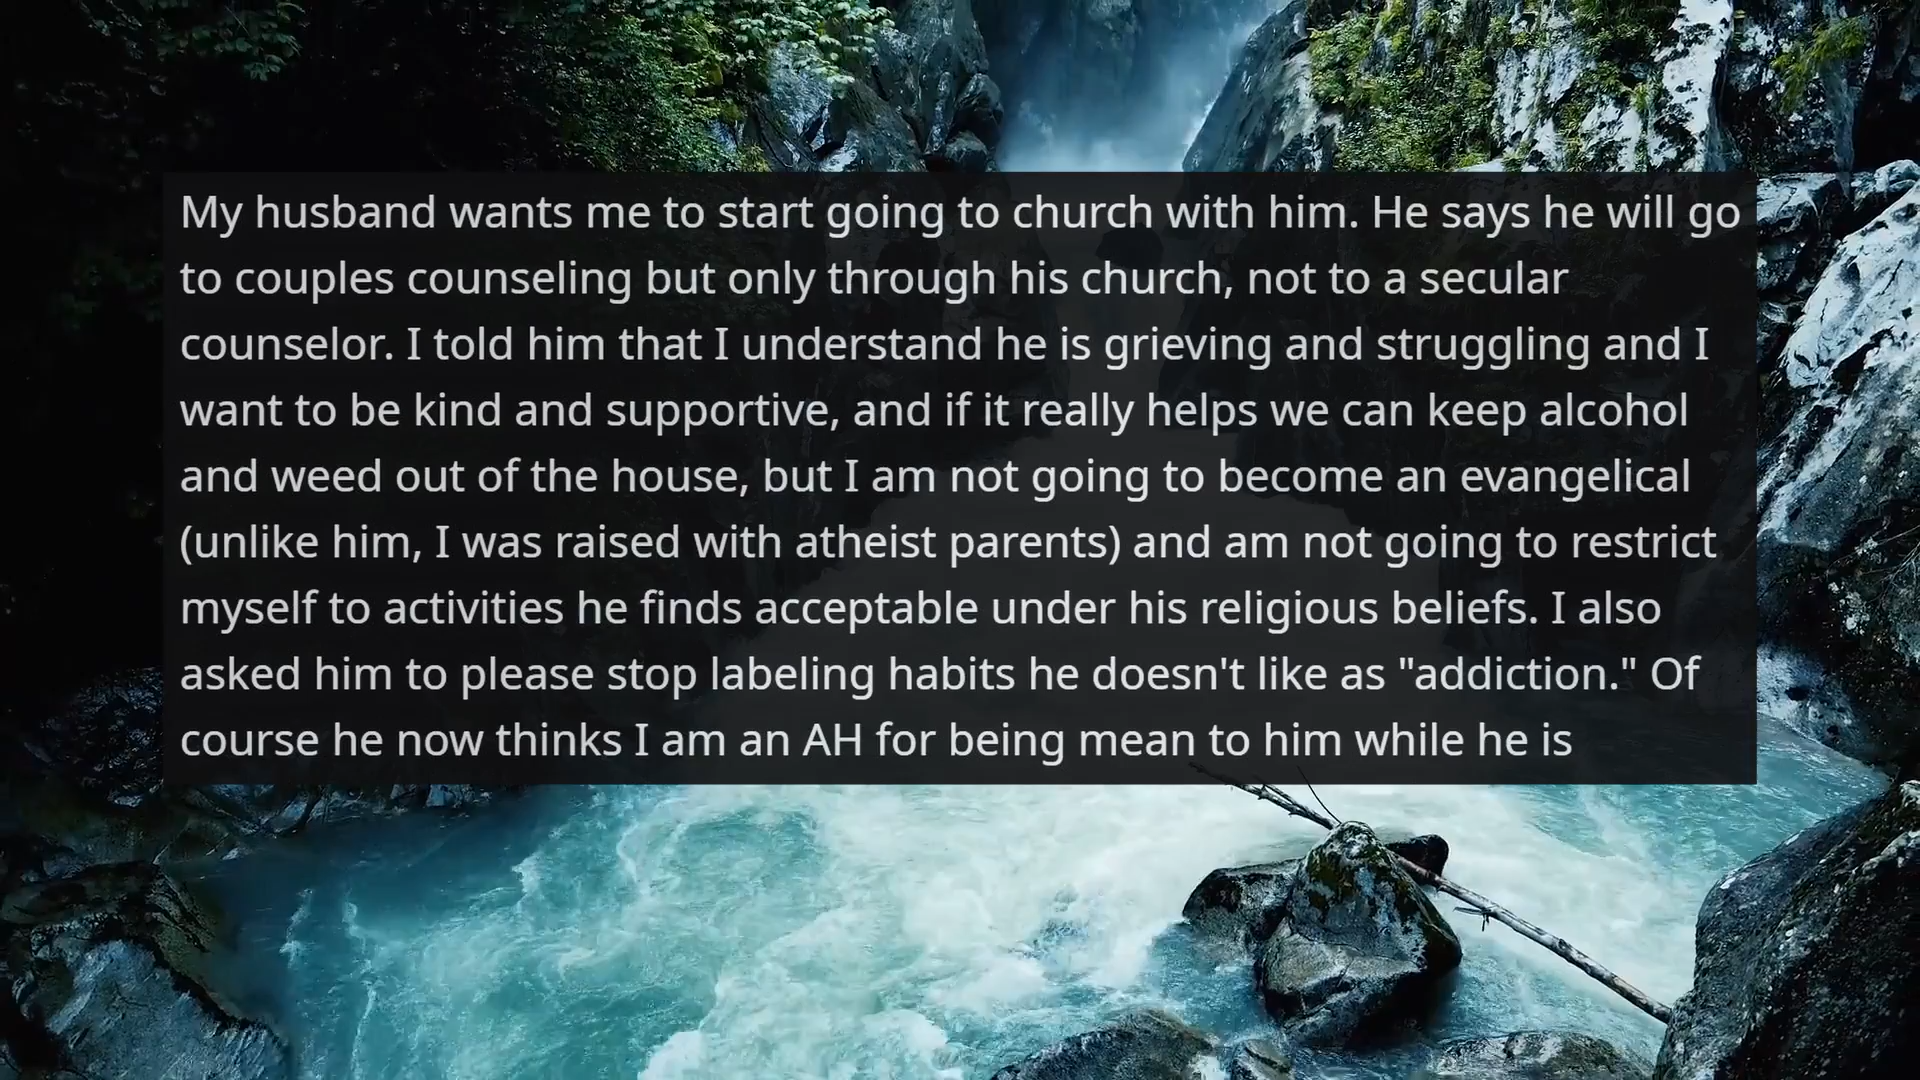 My husband wants me to start going to church with him. He says he will go
to couples counseling but only through his church, not to a secular
counselor. I told him that I understand he is grieving and struggling and I
want to be kind and supportive, and if it really helps we can keep alcohol
and weed out of the house, but I am not going to become an evangelical
(unlike him, I was raised with atheist parents) and am not going to restrict
myself to activities he finds acceptable under his religious beliefs. I also
asked him to please stop labeling habits he doesn't like as "addiction." Of
course he now thinks I am an AH for being mean to him while he is